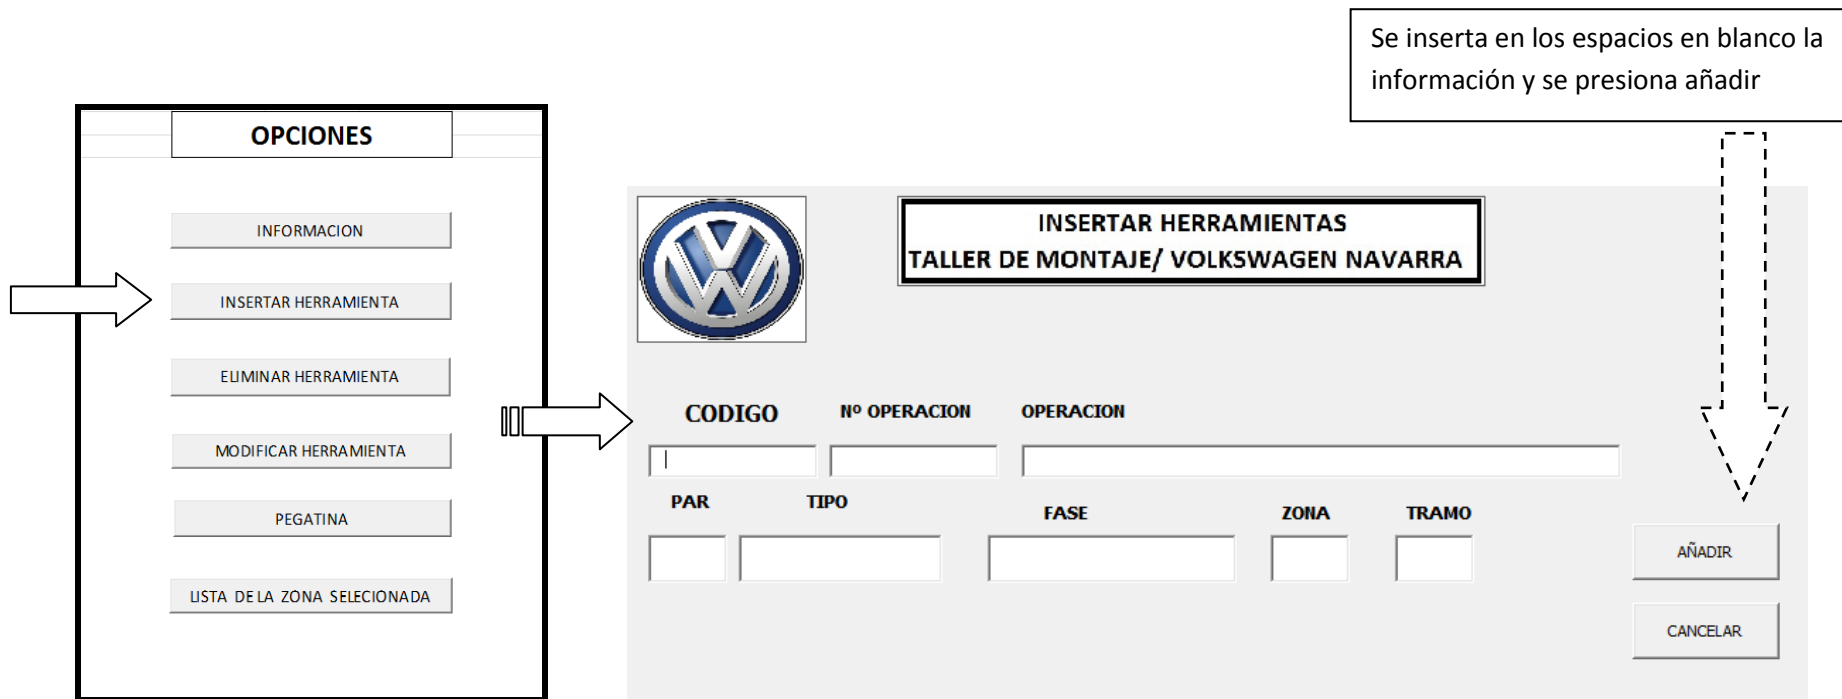 Se inserta en los espacios en blanco la
información y se presiona añadir
OPCIONES
INFORMACION
INSERTAR HERRAMIENTA
ELIMINAR HERRAMIENTA
MODIFICAR HERRAMIENTA
PEGATINA
LISTA DE LA ZONA SELECIONADA
INSERTAR HERRAMIENTAS
TALLER DE MONTAJE/ VOLKSWAGEN NAVARRA
CODIGO Nº OPERACION OPERACION
PAR TIPO FASE ZONA TRAMO
AÑADIR
CANCELAR